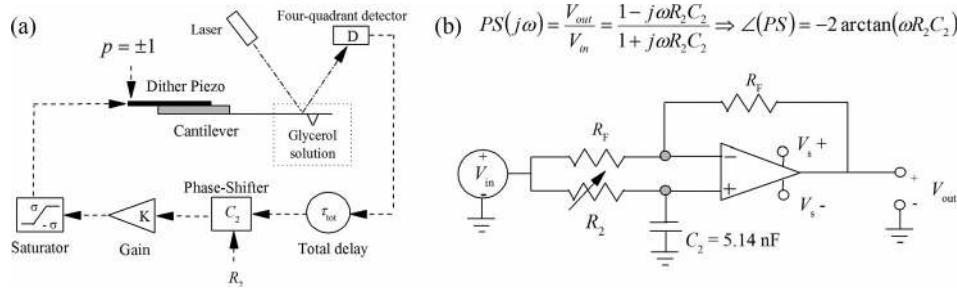 (a)
Laser
Four-quadrant detector
D
p = ±1
Dither Piezo
Cantilever
Glycerol
solution
Phase-Shifter
σ
-σ
K
C₂
τtot
Saturator
Gain
R₂
Total delay
(b) PS(jω) = Vout/Vin = (1 − jωR₂C₂)/(1 + jωR₂C₂) ⇒ ∠(PS) = −2 arctan(ωR₂C₂)
RF
RF
+
Vin
-
−
+
Vs +
Vs -
R₂
C₂ = 5.14 nF
+
Vout
-